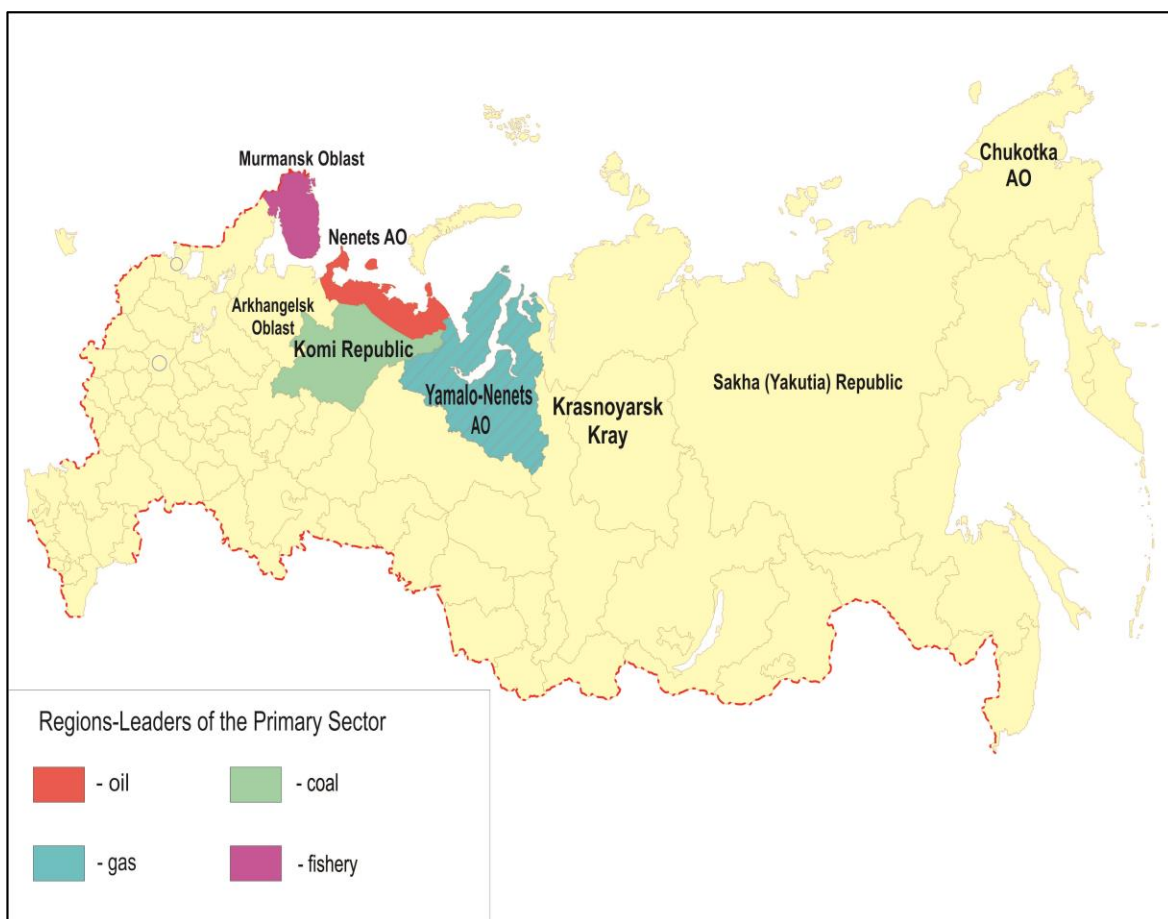 Murmansk Oblast
Nenets AO
Arkhangelsk
Oblast
Komi Republic
Yamalo-Nenets
AO
Krasnoyarsk
Kray
Sakha (Yakutia) Republic
Chukotka
AO
Regions-Leaders of the Primary Sector
- oil
- coal
- gas
- fishery